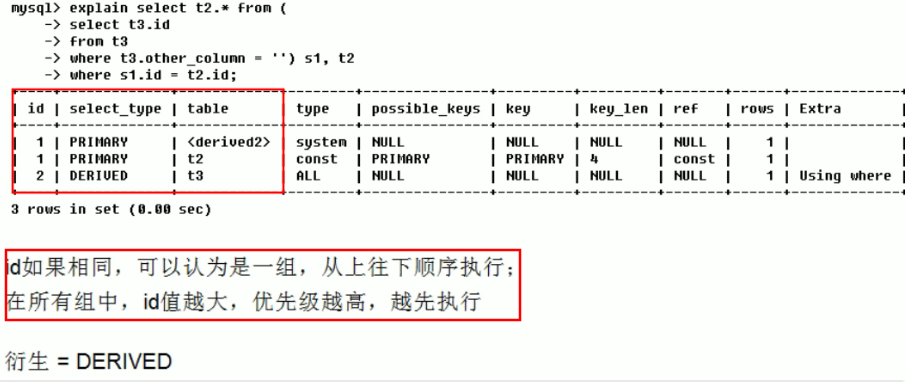 mysql> explain select t2.* from (
-> select t3.id
-> from t3
-> where t3.other_column = '') s1, t2
-> where s1.id = t2.id;
| id | select_type | table | type | possible_keys | key | key_len | ref | rows | Extra |
| 1 | PRIMARY | <derived2> | system | NULL | NULL | NULL | NULL | 1 | |
| 1 | PRIMARY | t2 | const | PRIMARY | PRIMARY | 4 | const | 1 | |
| 2 | DERIVED | t3 | ALL | NULL | NULL | NULL | NULL | 1 | Using where |
3 rows in set (0.00 sec)
id如果相同，可以认为是一组，从上往下顺序执行；
在所有组中，id值越大，优先级越高，越先执行
衍生 = DERIVED